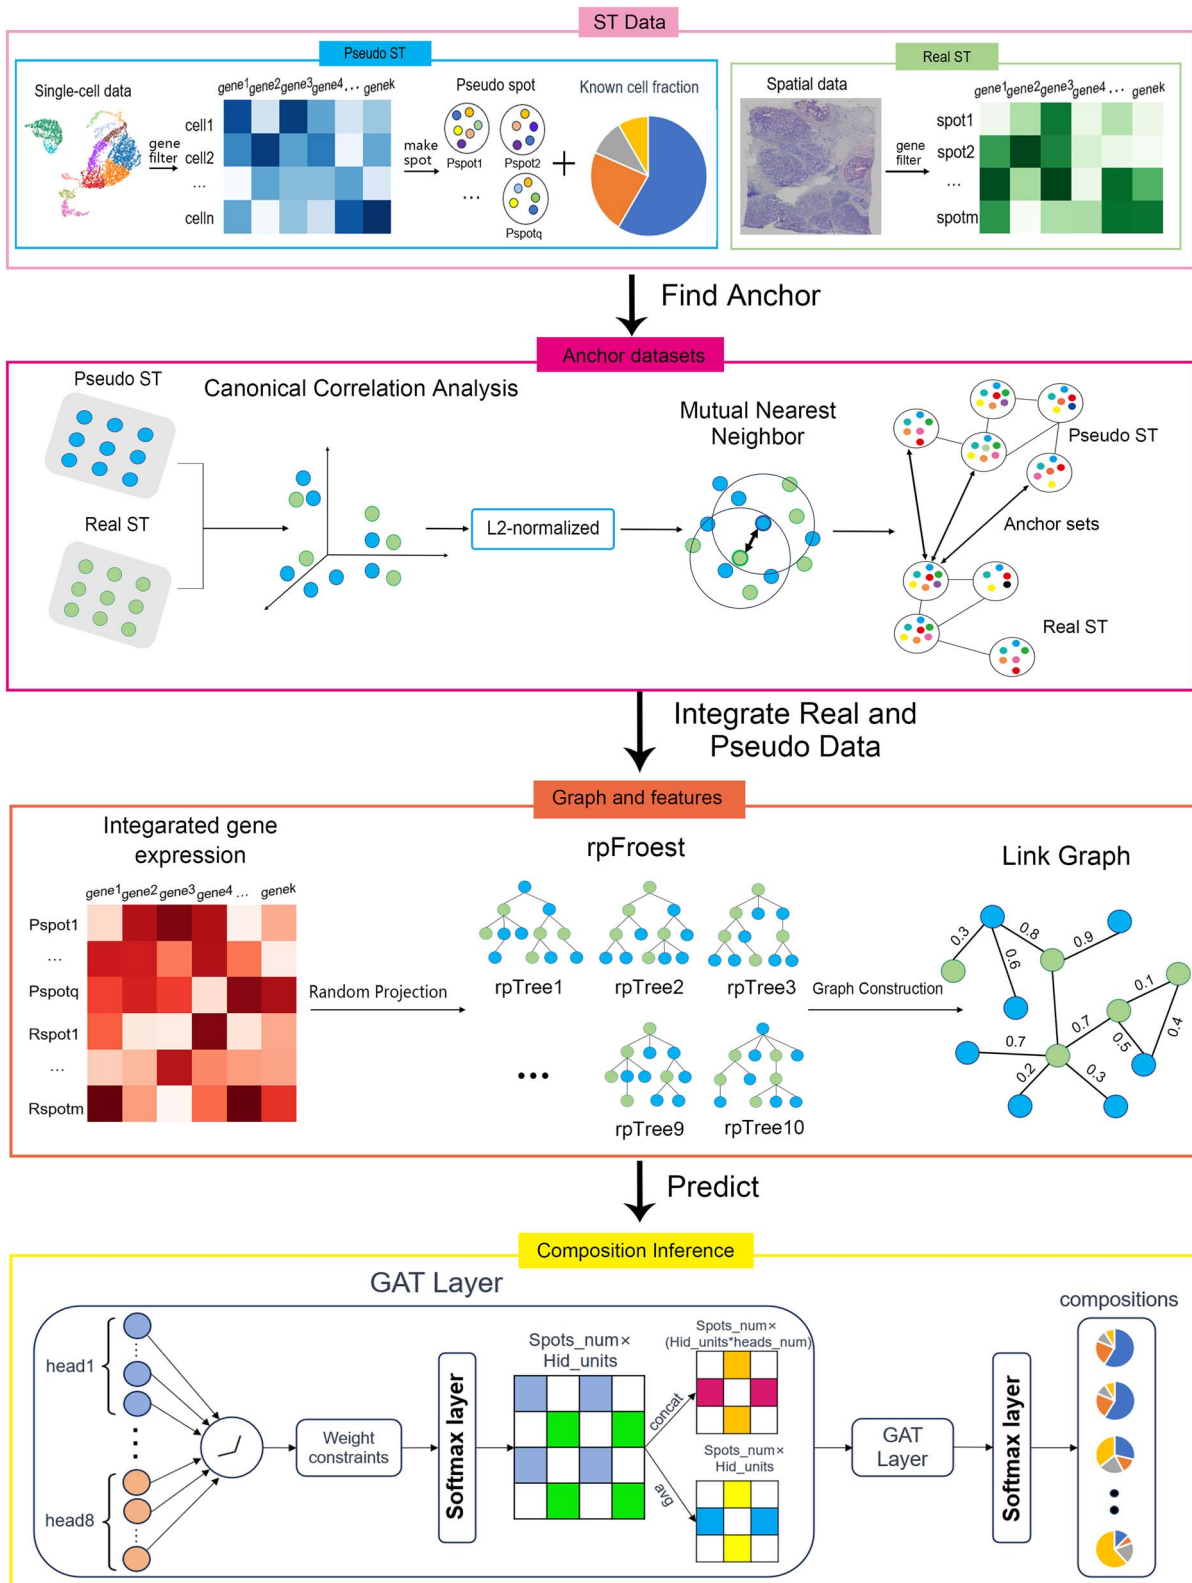 ST Data
Pseudo ST
Single-cell data
gene1 gene2 gene3 gene4 ... genek
cell1
cell2
...
celln
gene
filter
make
spot
Pseudo spot
Pspot1
Pspot2
...
Pspotq
+
Known cell fraction
Real ST
Spatial data
gene
filter
gene1 gene2 gene3 gene4 ... genek
spot1
spot2
...
spotm
Find Anchor
Anchor datasets
Pseudo ST
Real ST
Canonical Correlation Analysis
L2-normalized
Mutual Nearest
Neighbor
Pseudo ST
Anchor sets
Real ST
Integrate Real and
Pseudo Data
Graph and features
Integarated gene
expression
gene1 gene2 gene3 gene4 ... genek
Pspot1
...
Pspotq
Rspot1
...
Rspotm
Random Projection
rpFroest
rpTree1
rpTree2
rpTree3
...
rpTree9
rpTree10
Graph Construction
Link Graph
0.3
0.8
0.9
0.6
0.1
0.7
0.4
0.5
0.7
0.2
0.3
Predict
Composition Inference
GAT Layer
head1
head8
Weight
constraints
Softmax layer
Spots_num×
Hid_units
concat
avg
Spots_num×
(Hid_units*heads_num)
Spots_num×
Hid_units
GAT
Layer
Softmax layer
compositions